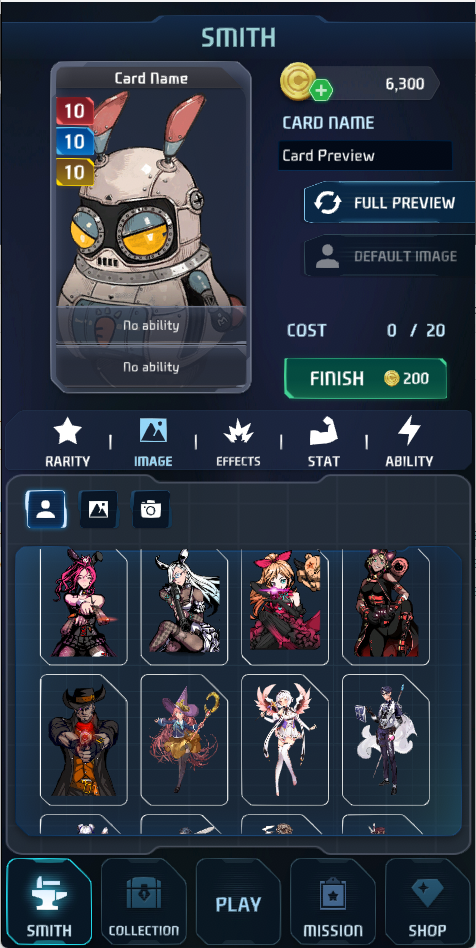 SMITH
Card Name
10
10
10
No ability
No ability
6,300
CARD NAME
Card Preview
FULL PREVIEW
DEFAULT IMAGE
COST 0 / 20
FINISH 200
RARITY IMAGE EFFECTS STAT ABILITY
SMITH COLLECTION PLAY MISSION SHOP